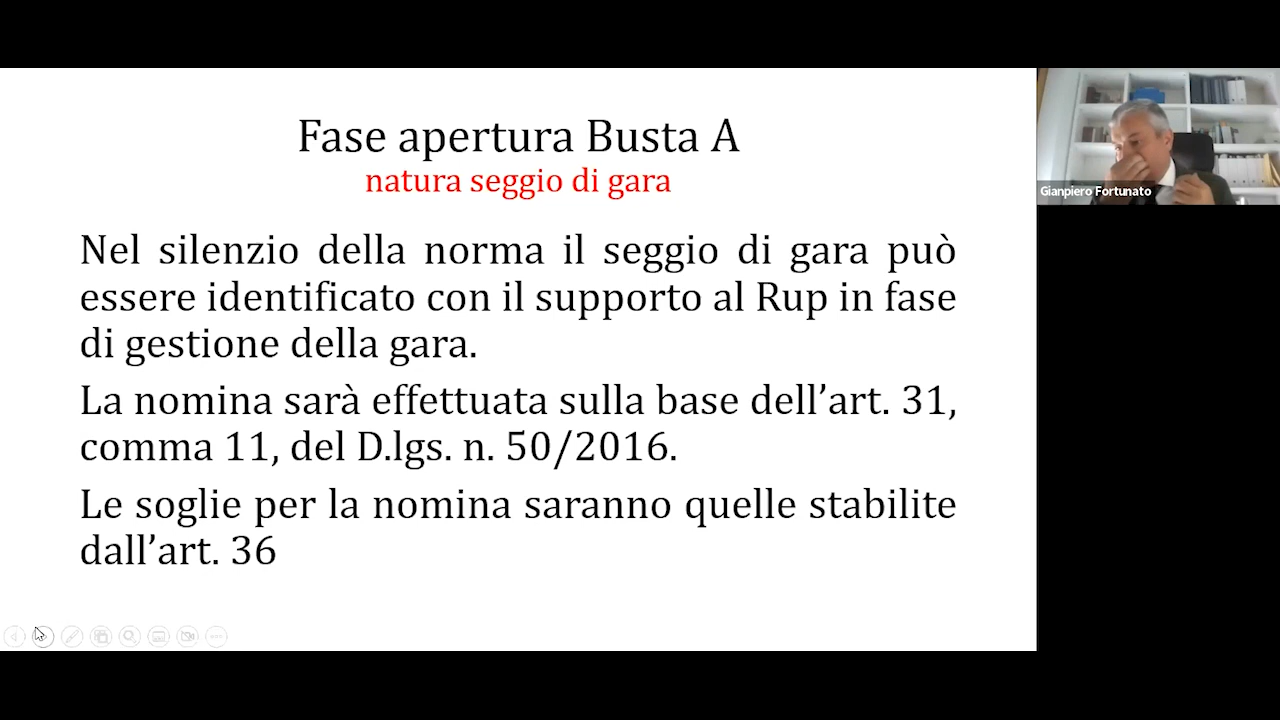 Fase apertura Busta A
natura seggio di gara
Nel silenzio della norma il seggio di gara può
essere identificato con il supporto al Rup in fase
di gestione della gara.
La nomina sarà effettuata sulla base dell’art. 31,
comma 11, del D.lgs. n. 50/2016.
Le soglie per la nomina saranno quelle stabilite
dall’art. 36
Gianpiero Fortunato